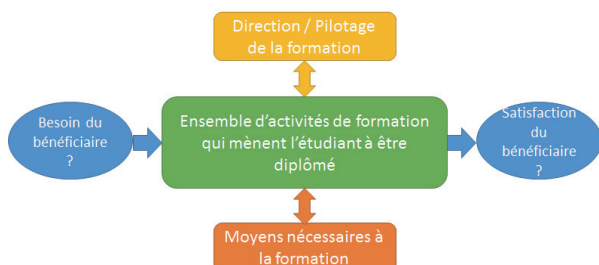 Direction / Pilotage
de la formation
Besoin du
bénéficiaire
?
Ensemble d'activités de formation
qui mènent l'étudiant à être
diplômé
Satisfaction
du
bénéficiaire
?
Moyens nécessaires à
la formation